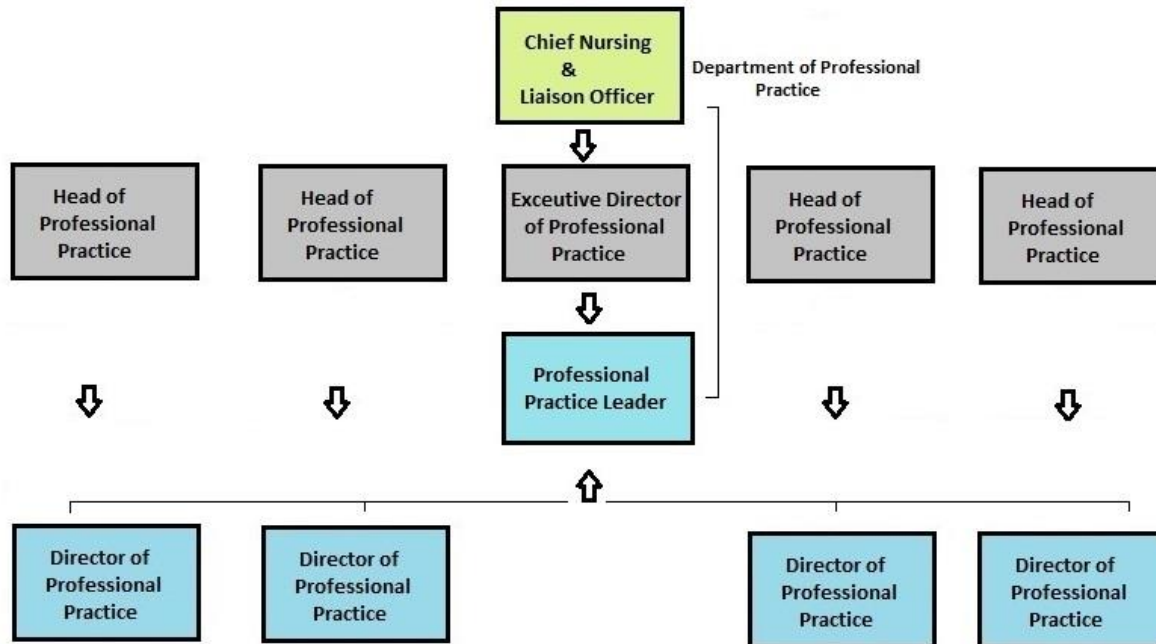 Chief Nursing
&
Liaison Officer
Department of Professional
Practice
Head of
Professional
Practice
Head of
Professional
Practice
Excecutive Director
of Professional
Practice
Head of
Professional
Practice
Head of
Professional
Practice
Professional
Practice Leader
Director of
Professional
Practice
Director of
Professional
Practice
Director of
Professional
Practice
Director of
Professional
Practice